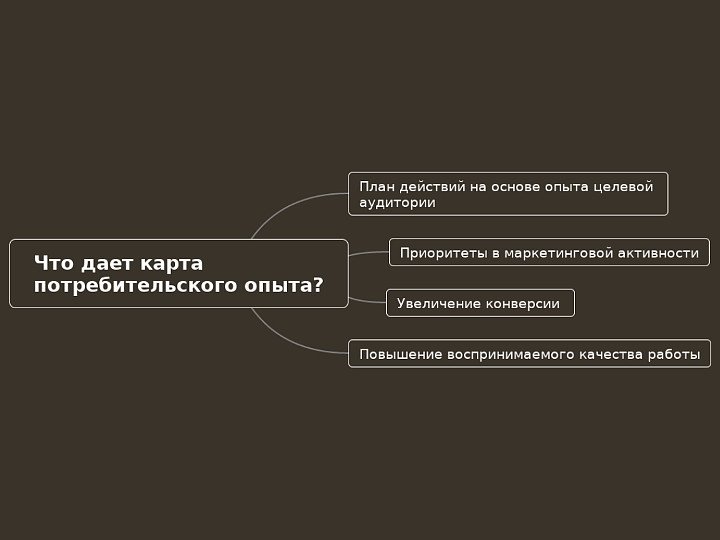 План действий на основе опыта целевой
аудитории
Что дает карта
потребительского опыта?
Приоритеты в маркетинговой активности
Увеличение конверсии
Повышение воспринимаемого качества работы